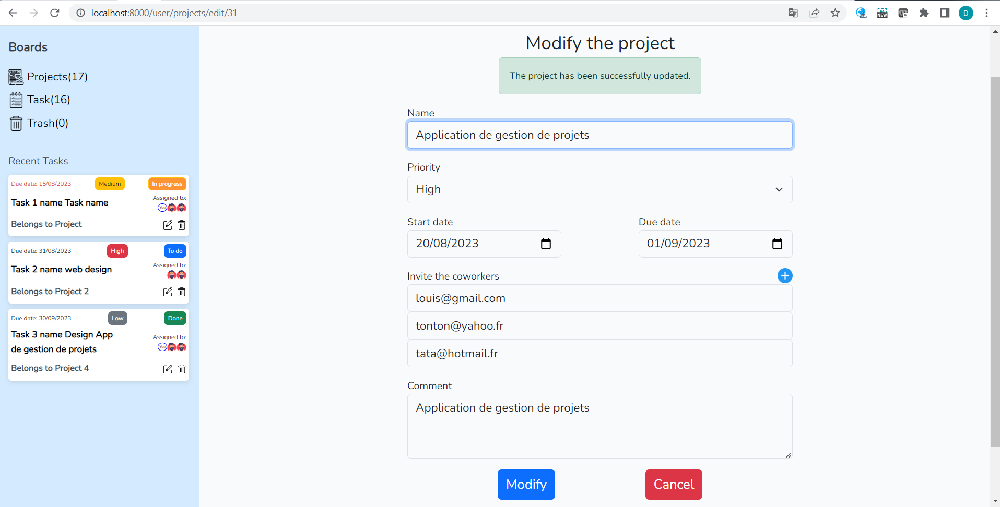 localhost:8000/user/projects/edit/31
NEW
D
Boards
Projects(17)
Task(16)
Trash(0)
Recent Tasks
Due date: 15/08/2023 Medium In progress
Assigned to:
Task 1 name Task name
You
Belongs to Project
Due date: 31/08/2023 High To do
Assigned to:
Task 2 name web design
Belongs to Project 2
Due date: 30/09/2023 Low Done
Task 3 name Design App
Assigned to:
de gestion de projets
You
Belongs to Project 4
Modify the project
The project has been successfully updated.
Name
Application de gestion de projets
Priority
High
Start date Due date
20/08/2023 01/09/2023
Invite the coworkers
louis@gmail.com
tonton@yahoo.fr
tata@hotmail.fr
Comment
Application de gestion de projets
Modify Cancel